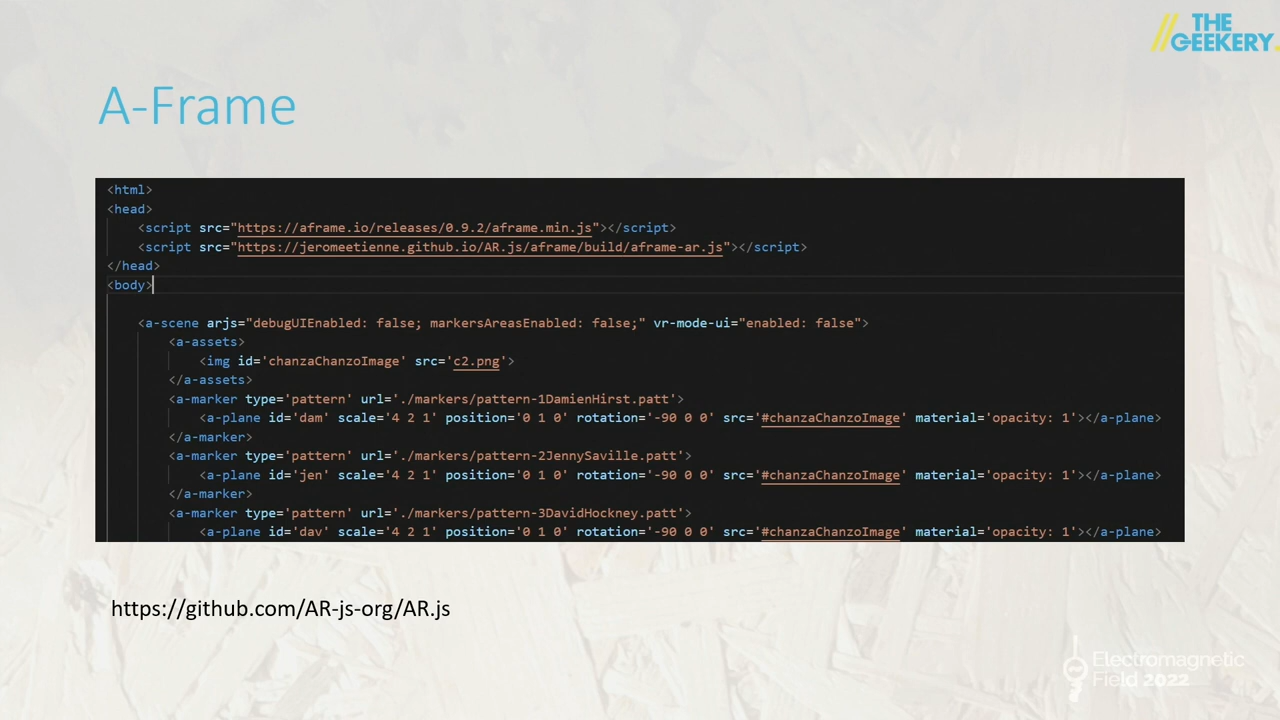 // THE
GEEKERY.
A-Frame
<html>
<head>
<script src="https://aframe.io/releases/0.9.2/aframe.min.js"></script>
<script src="https://jeromeetienne.github.io/AR.js/aframe/build/aframe-ar.js"></script>
</head>
<body>
<a-scene arjs="debugUIEnabled: false; markersAreasEnabled: false;" vr-mode-ui="enabled: false">
<a-assets>
<img id='chanzaChanzoImage' src='c2.png'>
</a-assets>
<a-marker type='pattern' url='./markers/pattern-1DamienHirst.patt'>
<a-plane id='dam' scale='4 2 1' position='0 1 0' rotation='-90 0 0' src='#chanzaChanzoImage' material='opacity: 1'></a-plane>
</a-marker>
<a-marker type='pattern' url='./markers/pattern-2JennySaville.patt'>
<a-plane id='jen' scale='4 2 1' position='0 1 0' rotation='-90 0 0' src='#chanzaChanzoImage' material='opacity: 1'></a-plane>
</a-marker>
<a-marker type='pattern' url='./markers/pattern-3DavidHockney.patt'>
<a-plane id='dav' scale='4 2 1' position='0 1 0' rotation='-90 0 0' src='#chanzaChanzoImage' material='opacity: 1'></a-plane>
https://github.com/AR-js-org/AR.js
Electromagnetic
Field 2022